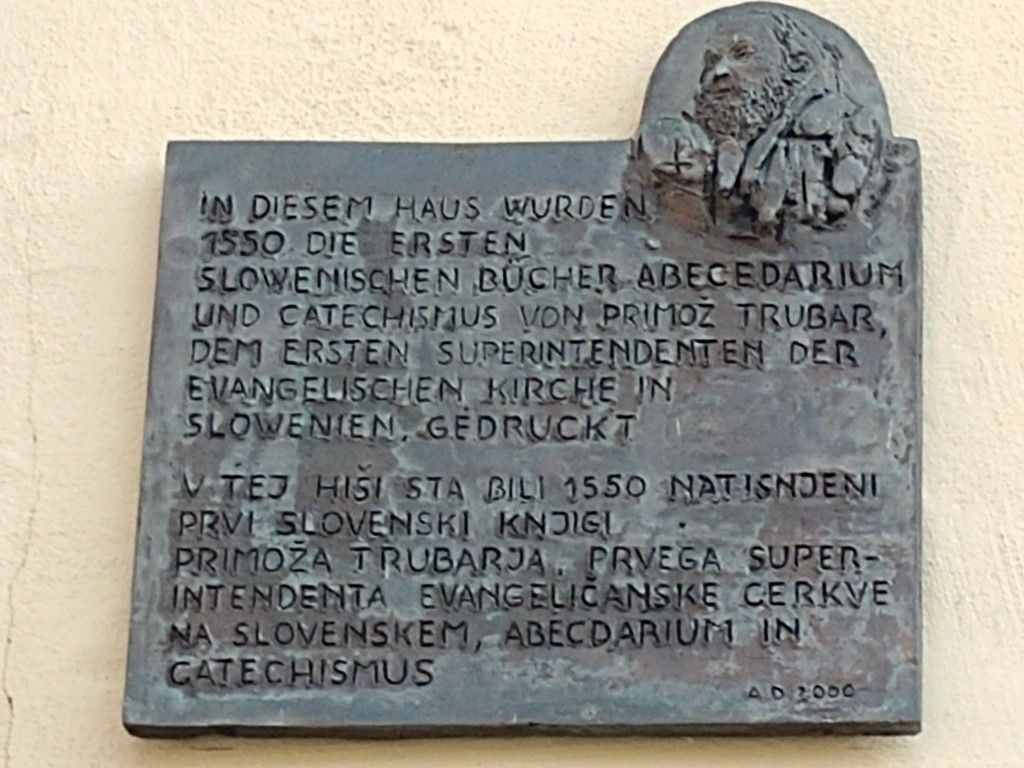 IN DIESEM HAUS WURDEN
1550 DIE ERSTEN
SLOWENISCHEN BÜCHER ABECEDARIUM
UND CATECHISMUS VON PRIMOŽ TRUBAR,
DEM ERSTEN SUPERINTENDENTEN DER
EVANGELISCHEN KIRCHE IN
SLOWENIEN, GEDRUCKT
V TEJ HIŠI STA BILI 1550 NATISNJENI
PRVI SLOVENSKI KNJIGI
PRIMOŽA TRUBARJA, PRVEGA SUPER-
INTENDENTA EVANGELIČANSKE CERKVE
NA SLOVENSKEM, ABECDARIUM IN
CATECHISMUS
A.D. 2000